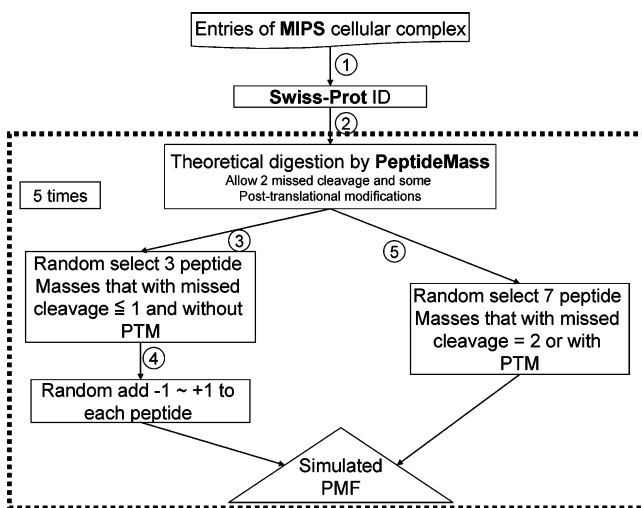 Entries of MIPS cellular complex
①
Swiss-Prot ID
②
Theoretical digestion by PeptideMass
Allow 2 missed cleavage and some
Post-translational modifications
5 times
③
⑤
Random select 3 peptide
Masses that with missed
cleavage ≦ 1 and without
PTM
Random select 7 peptide
Masses that with missed
cleavage = 2 or with
PTM
④
Random add -1 ~ +1 to
each peptide
Simulated
PMF